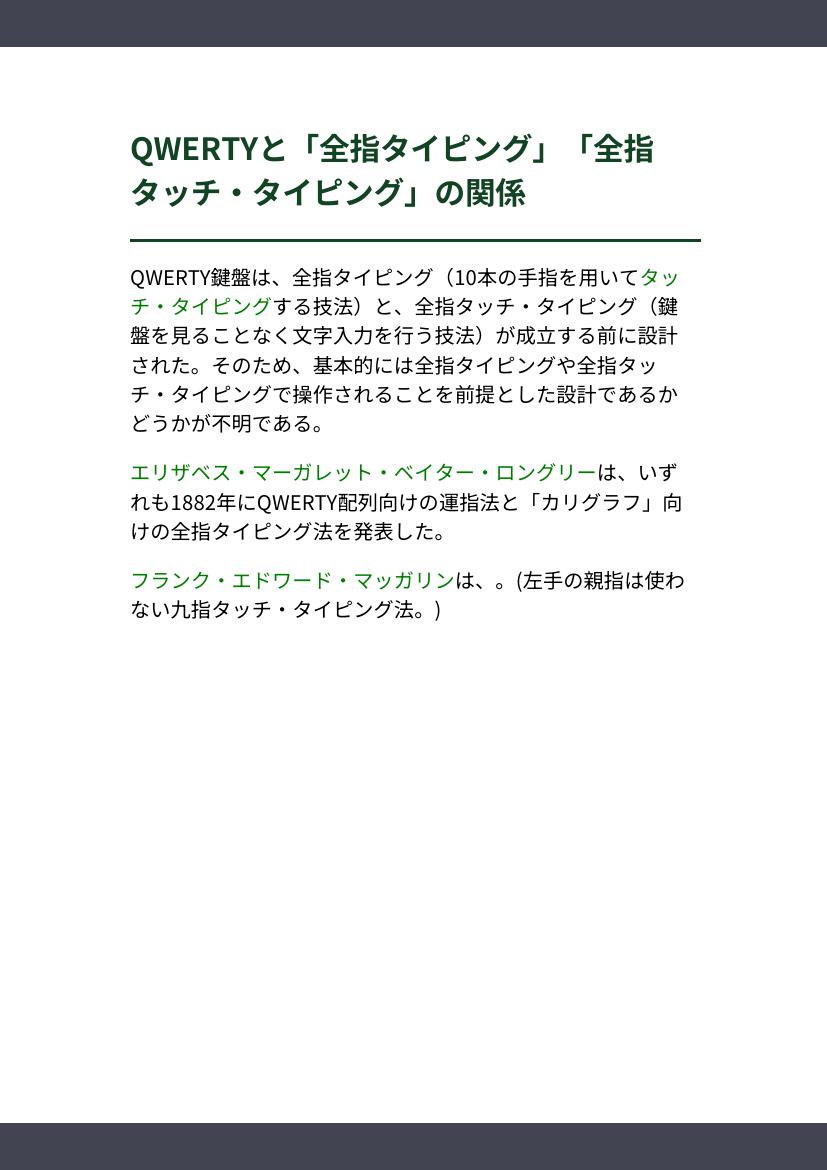 QWERTYと「全指タイピング」「全指
タッチ・タイピング」の関係
QWERTY鍵盤は、全指タイピング（10本の手指を用いてタッ
チ・タイピングする技法）と、全指タッチ・タイピング（鍵
盤を見ることなく文字入力を行う技法）が成立する前に設計
された。そのため、基本的には全指タイピングや全指タッ
チ・タイピングで操作されることを前提とした設計であるか
どうかが不明である。
エリザベス・マーガレット・ベイター・ロングリーは、いず
れも1882年にQWERTY配列向けの運指法と「カリグラフ」向
けの全指タイピング法を発表した。
フランク・エドワード・マッガリンは、。(左手の親指は使わ
ない九指タッチ・タイピング法。)